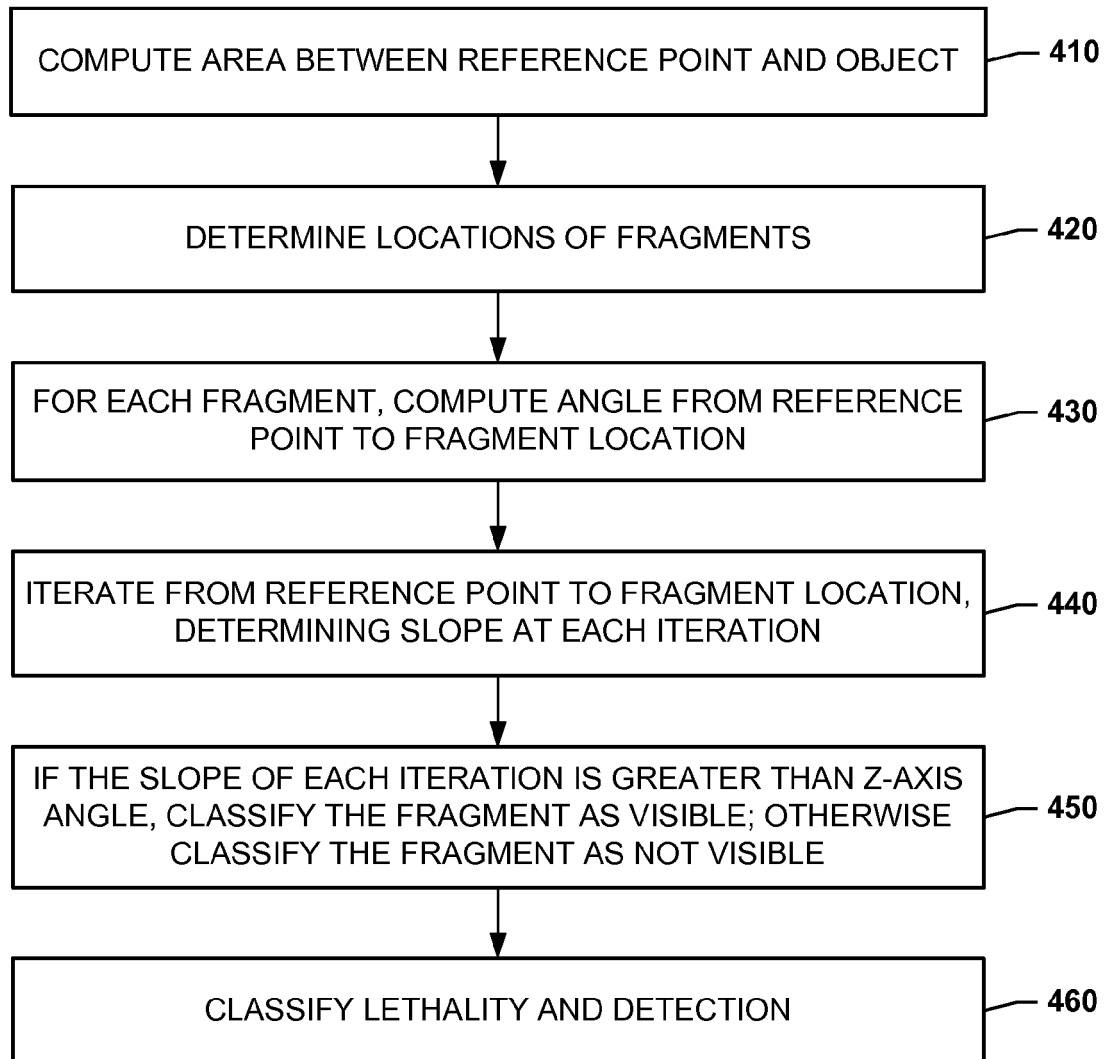 COMPUTE AREA BETWEEN REFERENCE POINT AND OBJECT
410
DETERMINE LOCATIONS OF FRAGMENTS
420
FOR EACH FRAGMENT, COMPUTE ANGLE FROM REFERENCE
POINT TO FRAGMENT LOCATION
430
ITERATE FROM REFERENCE POINT TO FRAGMENT LOCATION,
DETERMINING SLOPE AT EACH ITERATION
440
IF THE SLOPE OF EACH ITERATION IS GREATER THAN Z-AXIS
ANGLE, CLASSIFY THE FRAGMENT AS VISIBLE; OTHERWISE
CLASSIFY THE FRAGMENT AS NOT VISIBLE
450
CLASSIFY LETHALITY AND DETECTION
460